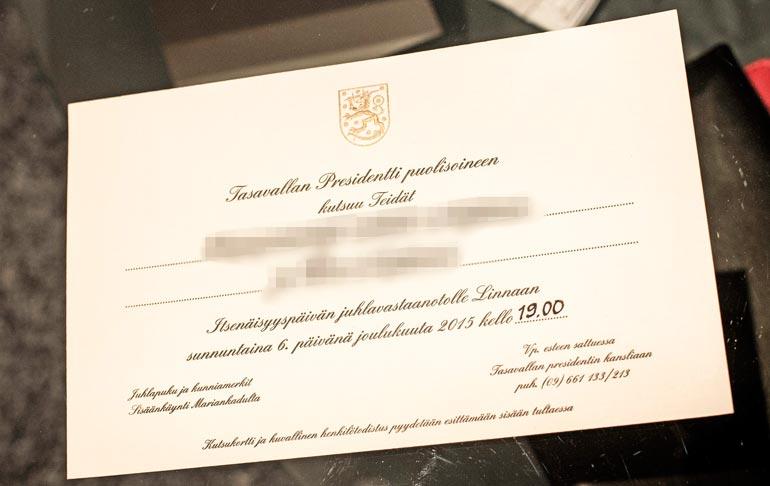 Tasavallan Presidentti puolisoineen
kutsuu Teidät
Itsenäisyyspäivän juhlavastaanotolle Linnaan
sunnuntaina 6. päivänä joulukuuta 2015 kello 19.00
Juhlapuku ja kunniamerkit
Sisäänkäynti Mariankadulta
Vp. esteen sattuessa
Tasavallan presidentin kansliaan
puh. (09) 661 133/213
Kutsukortti ja kuvallinen henkilötodistus pyydetään esittämään sisään tultaessa